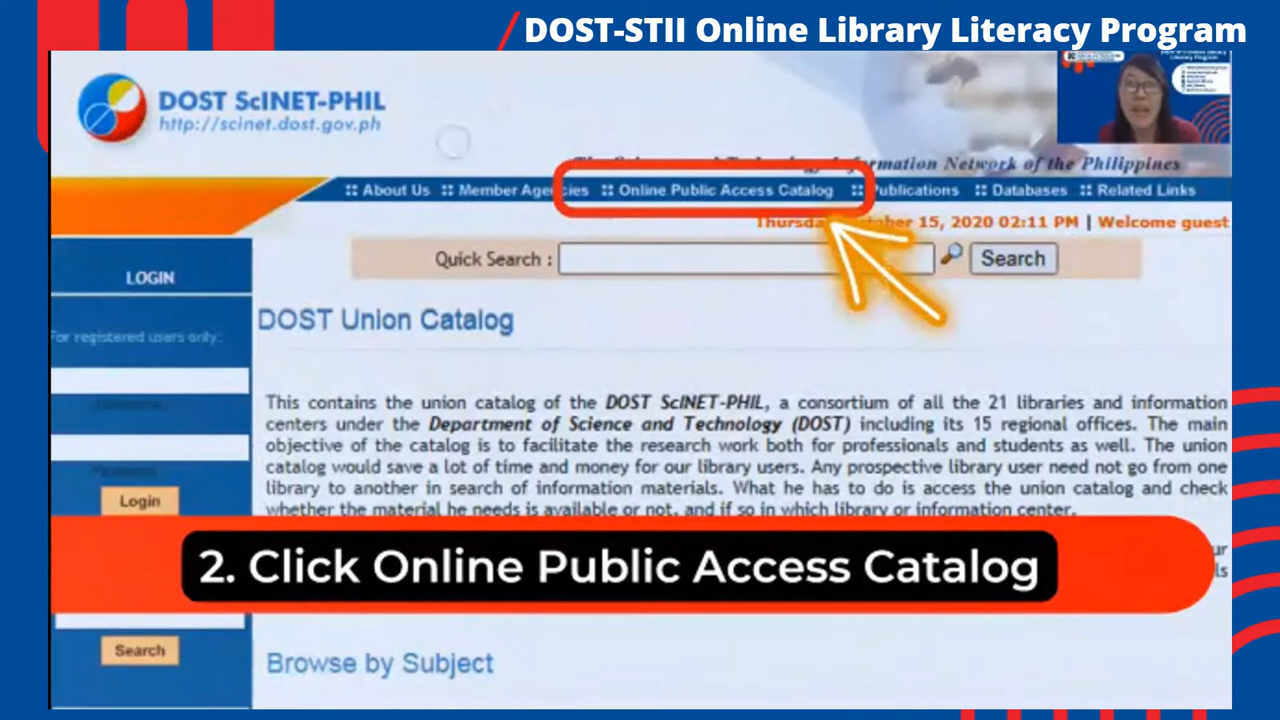 DOST-STII Online Library Literacy Program
DOST ScINET-PHIL
http://scinet.dost.gov.ph
Information Network of the Philippines
:: About Us :: Member Agencies :: Online Public Access Catalog :: Publications :: Databases :: Related Links
Thursday, October 15, 2020 02:11 PM | Welcome guest
LOGIN
For registered users only:
Login
Search
Quick Search :
Search
DOST Union Catalog
This contains the union catalog of the DOST ScINET-PHIL, a consortium of all the 21 libraries and information
centers under the Department of Science and Technology (DOST) including its 15 regional offices. The main
objective of the catalog is to facilitate the research work both for professionals and students as well. The union
catalog would save a lot of time and money for our library users. Any prospective library user need not go from one
library to another in search of information materials. What he has to do is access the union catalog and check
whether the material he needs is available or not, and if so in which library or information center.
2. Click Online Public Access Catalog
Browse by Subject